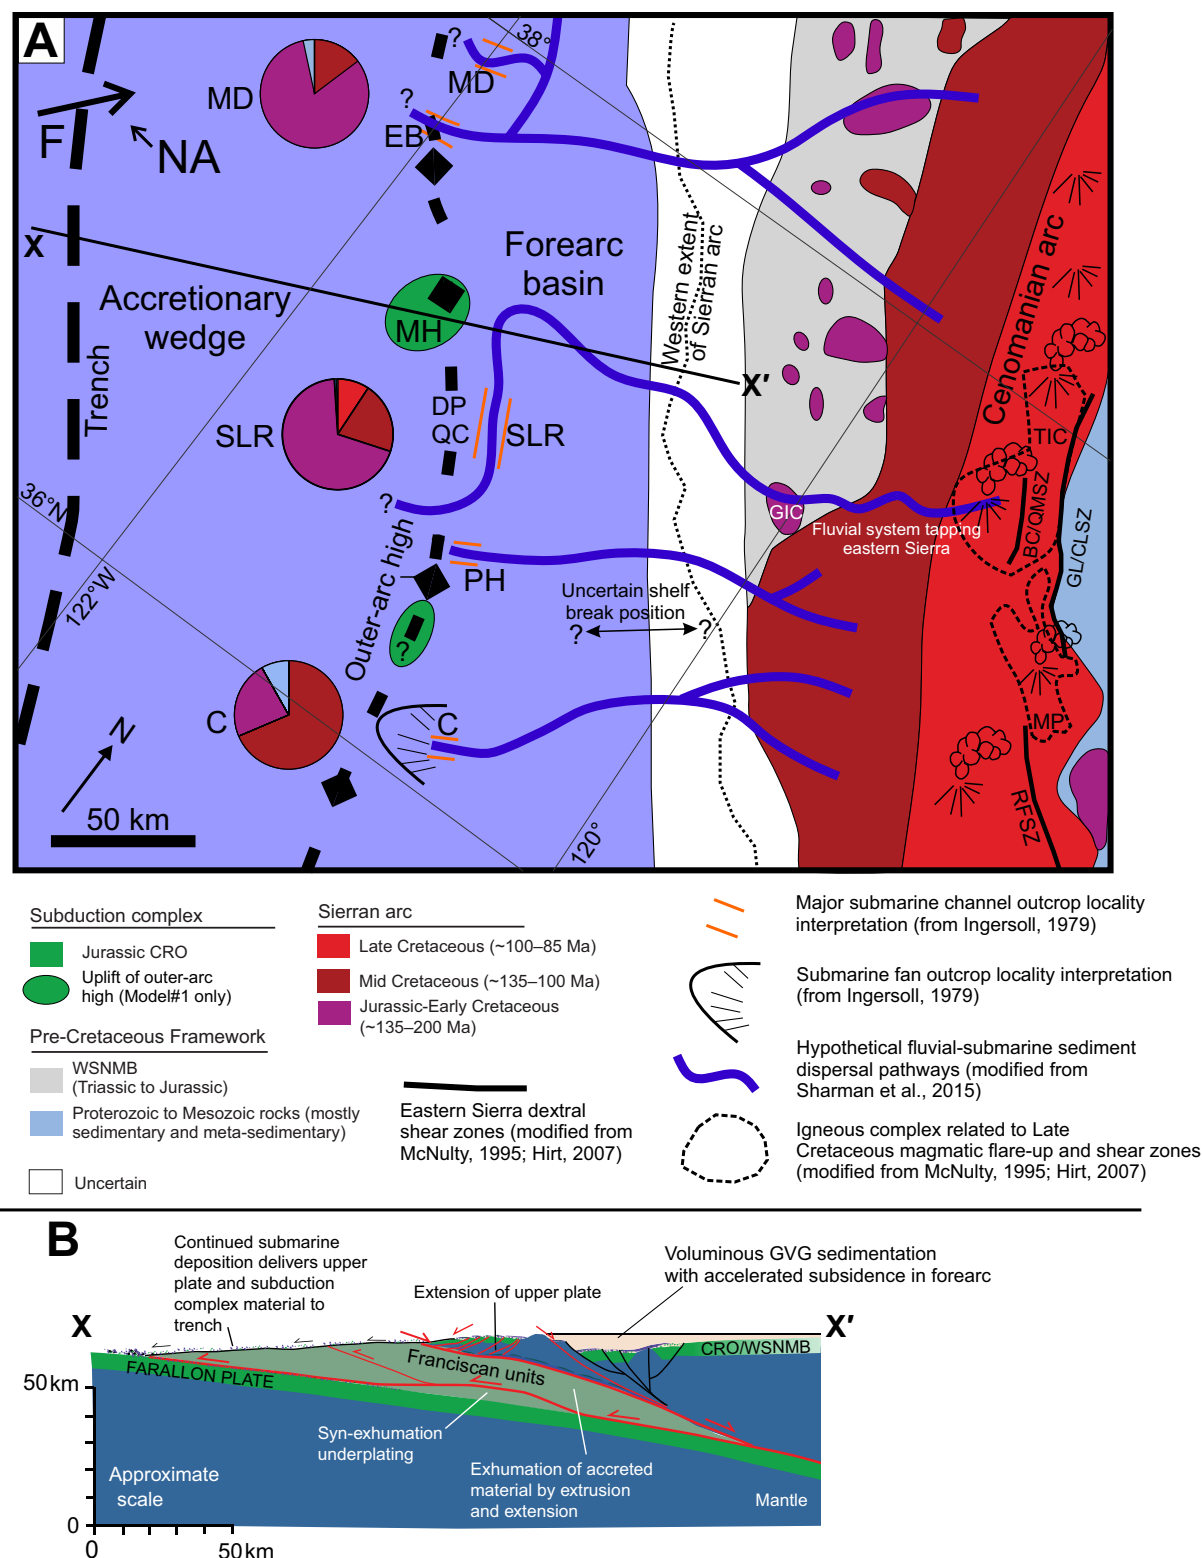 A
?
38°
MD
MD
?
EB
F
NA
X
Forearc
basin
Accretionary
wedge
Western extent
of Sierran arc
MH
X′
Trench
Cenomanian arc
DP
QC
SLR
SLR
TIC
?
36°N
GIC
Fluvial system tapping
eastern Sierra
BC/QMSZ
GL/CLSZ
Outer-arc high
PH
122°W
Uncertain shelf
break position
?
?
?
C
C
MP
N
RFSZ
50 km
120°
Subduction complex
Jurassic CRO
Uplift of outer-arc
high (Model#1 only)
Pre-Cretaceous Framework
WSNMB
(Triassic to Jurassic)
Proterozoic to Mesozoic rocks (mostly
sedimentary and meta-sedimentary)
Uncertain
Sierran arc
Late Cretaceous (~100–85 Ma)
Mid Cretaceous (~135–100 Ma)
Jurassic-Early Cretaceous
(~135–200 Ma)
Eastern Sierra dextral
shear zones (modified from
McNulty, 1995; Hirt, 2007)
Major submarine channel outcrop locality
interpretation (from Ingersoll, 1979)
Submarine fan outcrop locality interpretation
(from Ingersoll, 1979)
Hypothetical fluvial-submarine sediment
dispersal pathways (modified from
Sharman et al., 2015)
Igneous complex related to Late
Cretaceous magmatic flare-up and shear zones
(modified from McNulty, 1995; Hirt, 2007)
B
Continued submarine
deposition delivers upper
plate and subduction
complex material to
trench
Extension of upper plate
Voluminous GVG sedimentation
with accelerated subsidence in forearc
X
X′
CRO/WSNMB
Franciscan units
FARALLON PLATE
50 km
Syn-exhumation
underplating
Exhumation of accreted
material by extrusion
and extension
Approximate
scale
Mantle
0
0
50 km